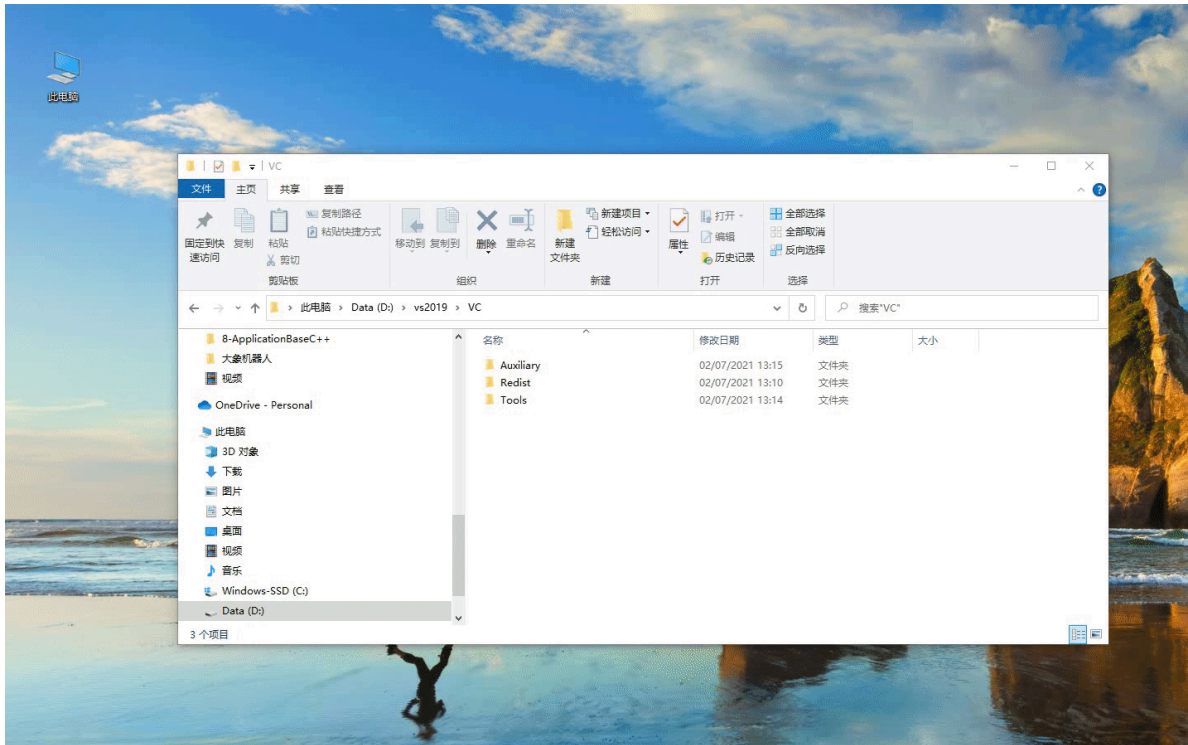 此电脑
VC
文件 主页 共享 查看
固定到快速访问
复制
粘贴
复制路径
粘贴快捷方式
剪切
剪贴板
移动到
复制到
删除
重命名
组织
新建文件夹
新建项目
轻松访问
新建
属性
打开
编辑
历史记录
打开
全部选择
全部取消
反向选择
选择
此电脑 › Data (D:) › vs2019 › VC
搜索"VC"
8-ApplicationBaseC++
大象机器人
视频
OneDrive - Personal
此电脑
3D 对象
下载
图片
文档
桌面
视频
音乐
Windows-SSD (C:)
Data (D:)
名称 修改日期 类型 大小
Auxiliary 02/07/2021 13:15 文件夹
Redist 02/07/2021 13:10 文件夹
Tools 02/07/2021 13:14 文件夹
3 个项目